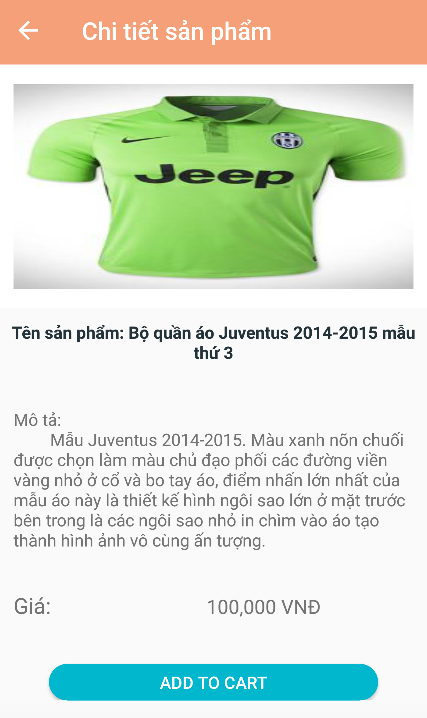 Chi tiết sản phẩm
Jeep
Tên sản phẩm: Bộ quần áo Juventus 2014-2015 mẫu
thứ 3
Mô tả:
Mẫu Juventus 2014-2015. Màu xanh nõn chuối
được chọn làm màu chủ đạo phối các đường viền
vàng nhỏ ở cổ và bo tay áo, điểm nhấn lớn nhất của
mẫu áo này là thiết kế hình ngôi sao lớn ở mặt trước
bên trong là các ngôi sao nhỏ in chìm vào áo tạo
thành hình ảnh vô cùng ấn tượng.
Giá: 100,000 VNĐ
ADD TO CART